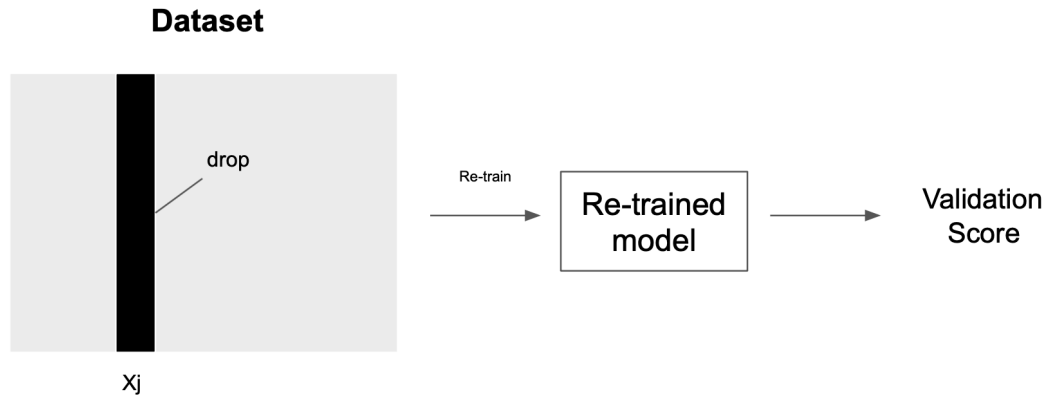 Dataset
drop
Re-train
Re-trained
model
Validation
Score
Xj